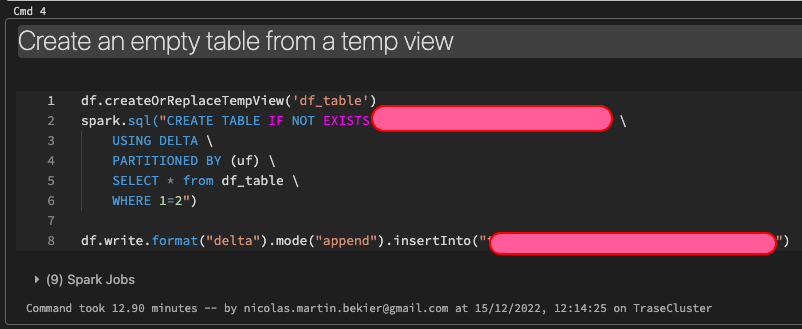 Cmd 4
Create an empty table from a temp view
1 df.createOrReplaceTempView('df_table')
2 spark.sql("CREATE TABLE IF NOT EXISTS \
3 USING DELTA \
4 PARTITIONED BY (uf) \
5 SELECT * from df_table \
6 WHERE 1=2")
7
8 df.write.format("delta").mode("append").insertInto(" ")
(9) Spark Jobs
Command took 12.90 minutes -- by nicolas.martin.bekier@gmail.com at 15/12/2022, 12:14:25 on TraseCluster